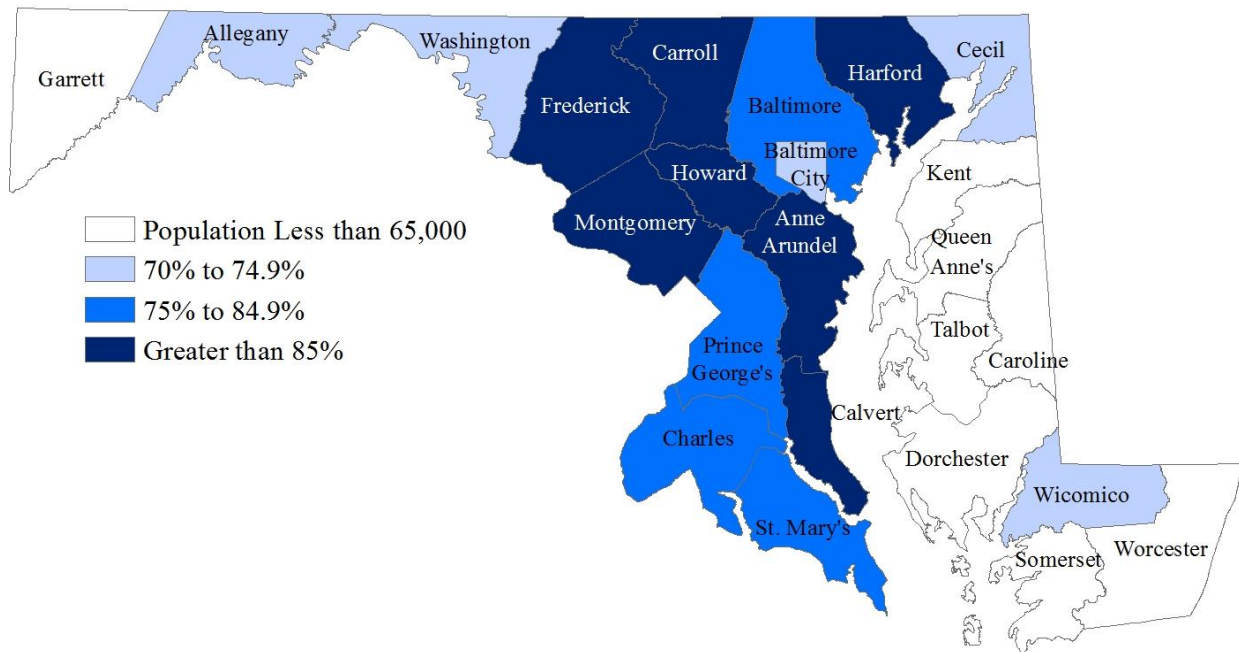 Garrett
Allegany
Washington
Frederick
Carroll
Baltimore
Harford
Cecil
Baltimore
City
Howard
Montgomery
Anne
Arundel
Kent
Queen
Anne's
Talbot
Caroline
Population Less than 65,000
70% to 74.9%
75% to 84.9%
Greater than 85%
Prince
George's
Calvert
Charles
Dorchester
St. Mary's
Wicomico
Somerset
Worcester